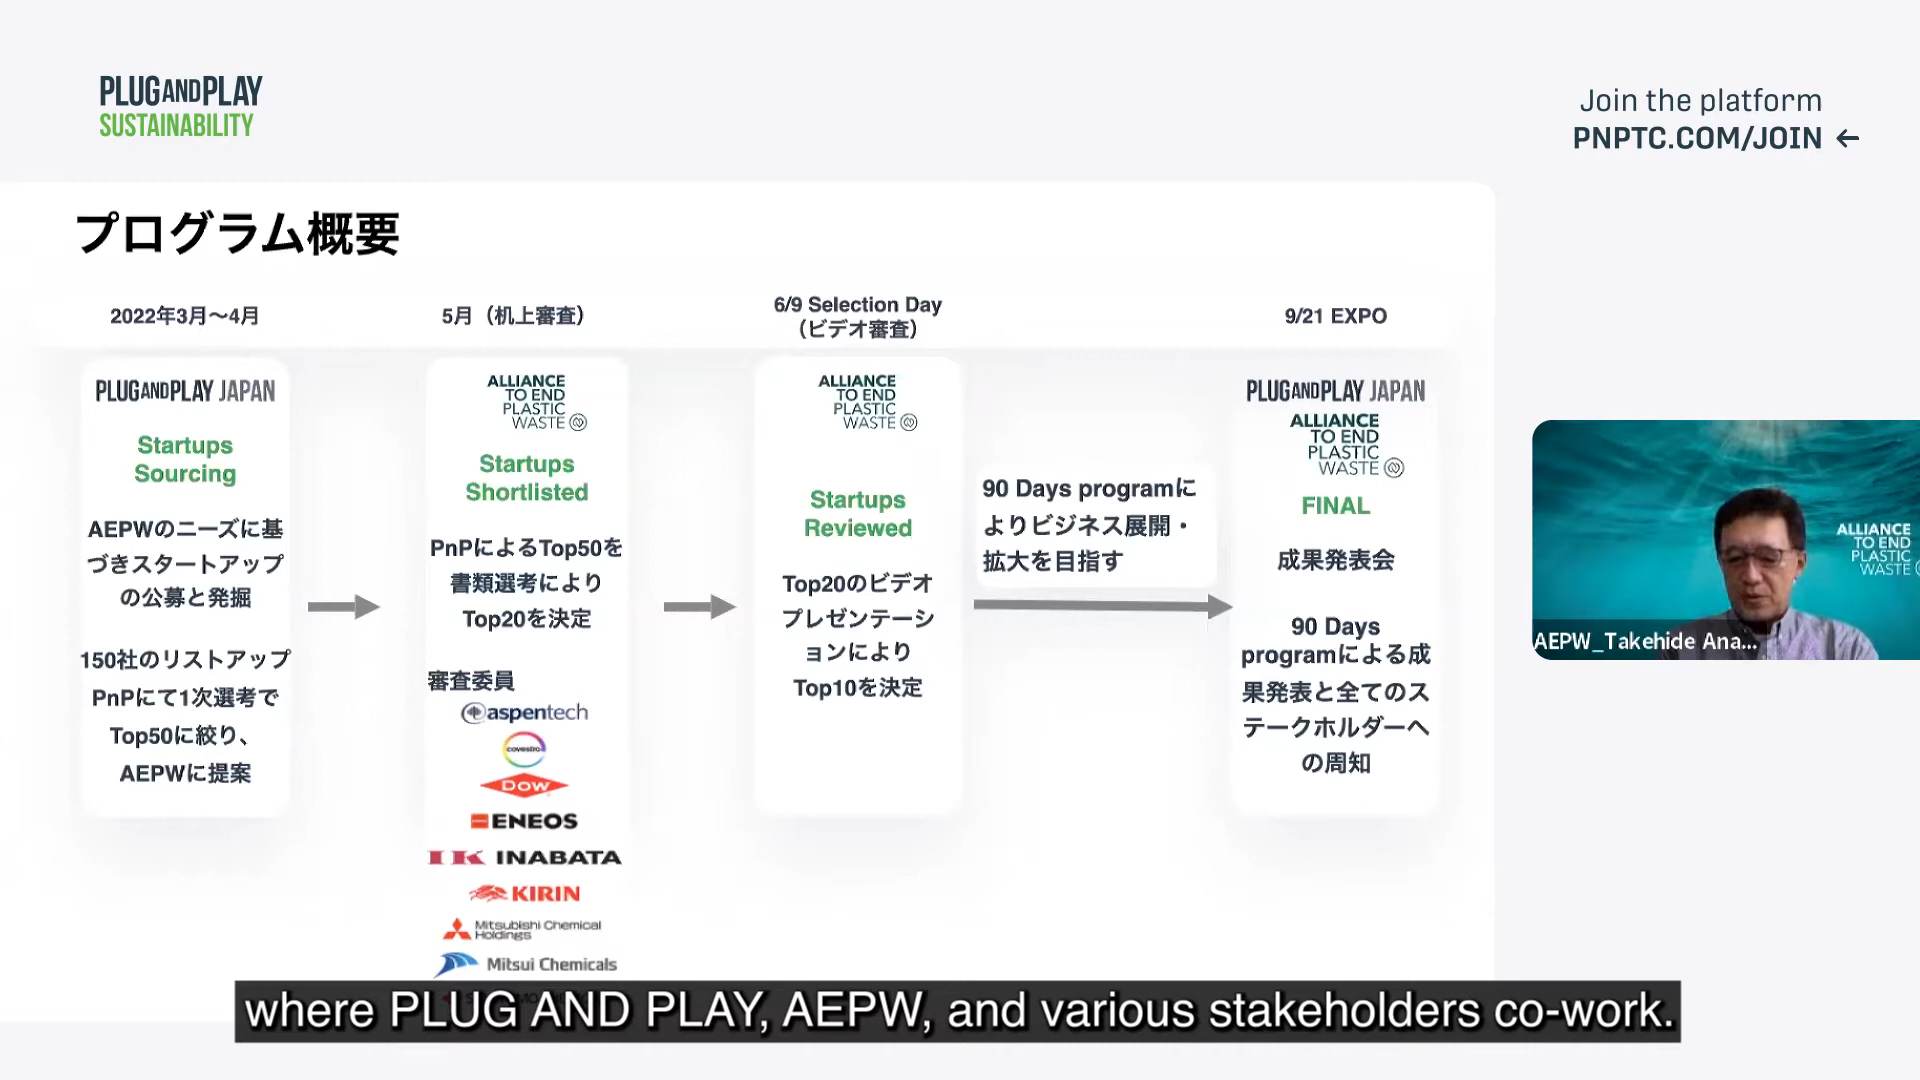 PLUG AND PLAY
SUSTAINABILITY
Join the platform
PNPTC.COM/JOIN ←
プログラム概要
2022年3月〜4月
PLUG AND PLAY JAPAN
Startups
Sourcing
AEPWのニーズに基
づきスタートアップ
の公募と発掘
150社のリストアップ
PnPにて1次選考で
Top50に絞り、
AEPWに提案
5月（机上審査）
ALLIANCE
TO END
PLASTIC
WASTE
Startups
Shortlisted
PnPによるTop50を
書類選考により
Top20を決定
審査委員
aspentech
covestro
DOW
ENEOS
IK INABATA
KIRIN
Mitsubishi Chemical
Holdings
Mitsui Chemicals
6/9 Selection Day
（ビデオ審査）
ALLIANCE
TO END
PLASTIC
WASTE
Startups
Reviewed
Top20のビデオ
プレゼンテーシ
ョンにより
Top10を決定
90 Days programに
よりビジネス展開・
拡大を目指す
9/21 EXPO
PLUG AND PLAY JAPAN
ALLIANCE
TO END
PLASTIC
WASTE
FINAL
成果発表会
90 Days
programによる成
果発表と全てのス
テークホルダーへ
の周知
ALLIANCE
TO END
PLASTIC
WASTE
AEPW_Takehide Ana...
where PLUG AND PLAY, AEPW, and various stakeholders co-work.